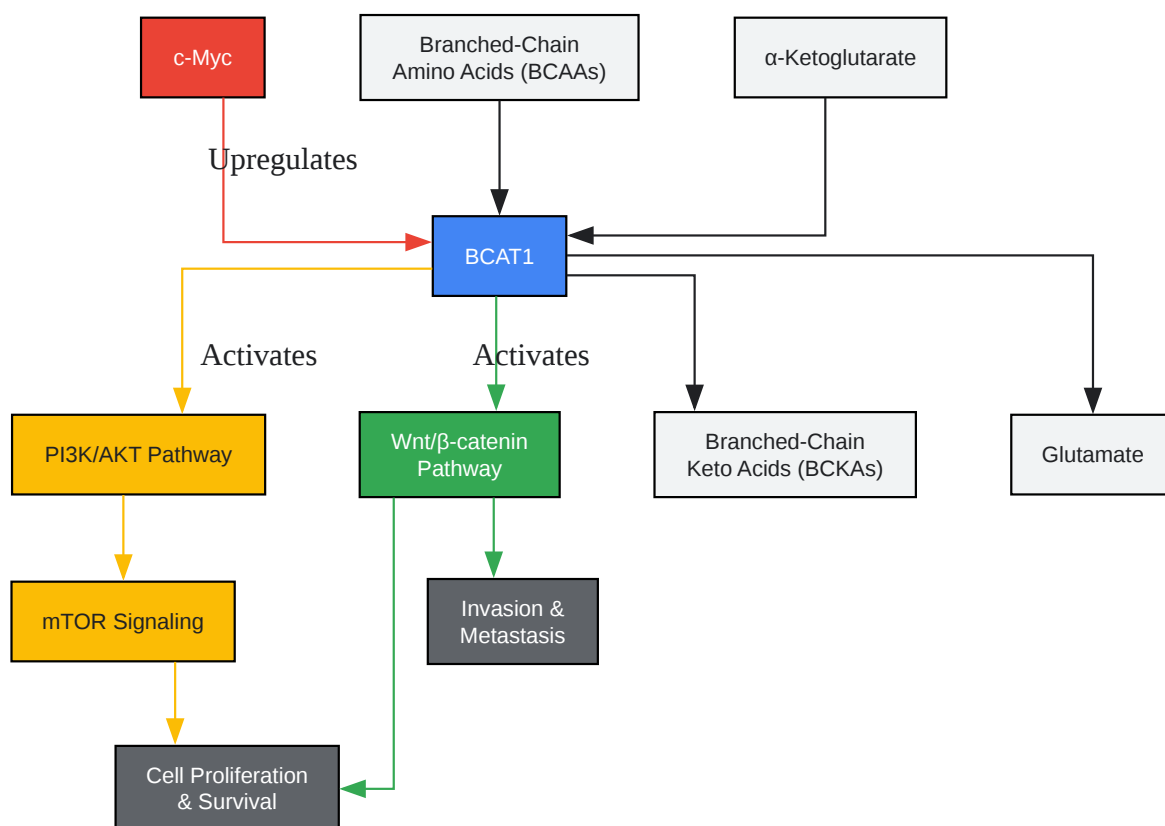 c-Myc
Branched-Chain
Amino Acids (BCAAs)
α-Ketoglutarate
Upregulates
BCAT1
Activates
Activates
PI3K/AKT Pathway
Wnt/β-catenin
Pathway
Branched-Chain
Keto Acids (BCKAs)
Glutamate
mTOR Signaling
Invasion &
Metastasis
Cell Proliferation
& Survival